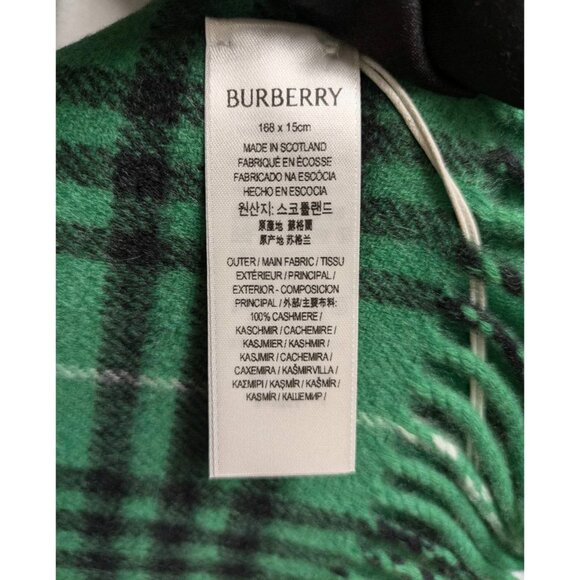 BURBERRY
168 x 15cm
MADE IN SCOTLAND
FABRIQUÉ EN ÉCOSSE
FABRICADO NA ESCÓCIA
HECHO EN ESCOCIA
원산지: 스코틀랜드
原產地 蘇格蘭
原产地 苏格兰
OUTER / MAIN FABRIC / TISSU
EXTÉRIEUR / PRINCIPAL /
EXTERIOR - COMPOSICION
PRINCIPAL / 外部/主要布料:
100% CASHMERE /
KASCHMIR / CACHEMIRE /
KASJMIER / KASHMIR /
KASJMIR / CACHEMIRA /
CAXEMIRA / KAŠMIRVILLA /
ΚΑΣΜΙΡΙ / KAŞMİR / KAŠMÍR /
KASMÍR / КАШЕМИР /